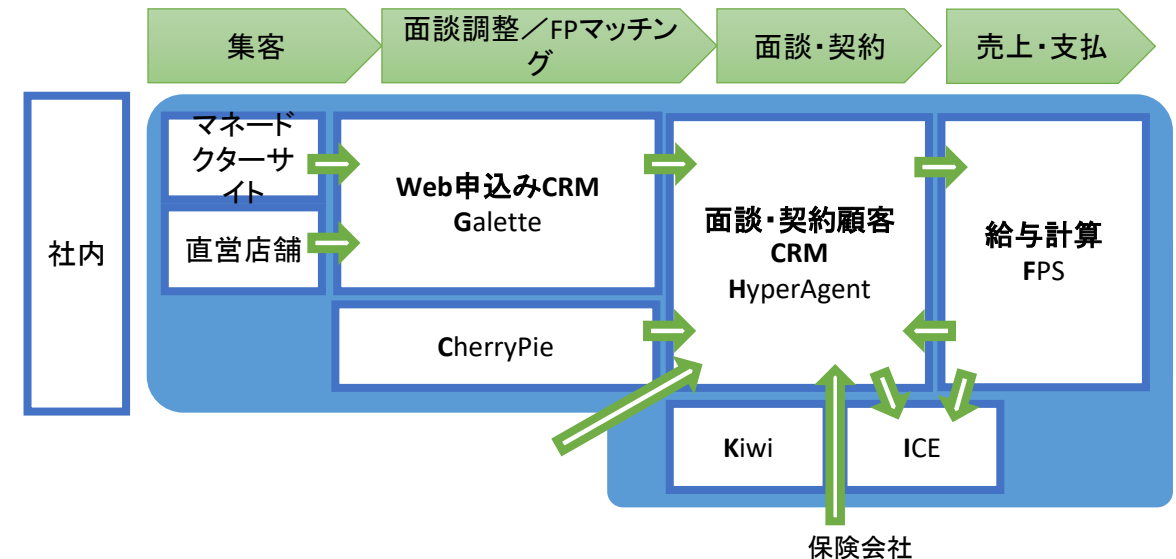 集客
面談調整／FPマッチン
グ
面談・契約
売上・支払
社内
マネード
クターサ
イト
直営店舗
Web申込みCRM
Galette
CherryPie
面談・契約顧客
CRM
HyperAgent
給与計算
FPS
Kiwi
ICE
保険会社